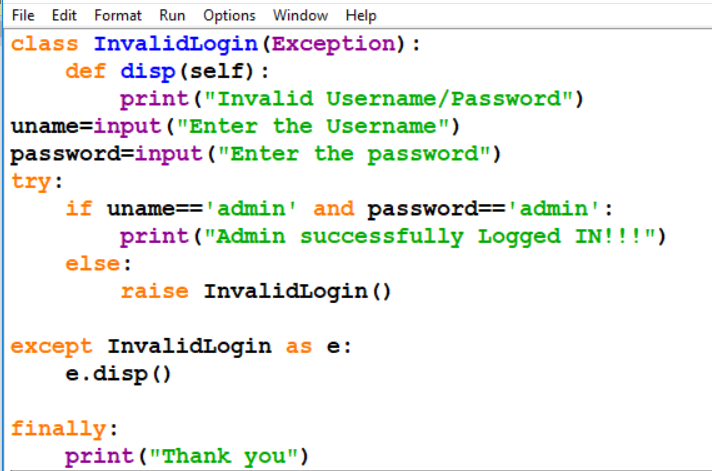 File Edit Format Run Options Window Help
class InvalidLogin(Exception):
    def disp(self):
        print("Invalid Username/Password")
uname=input("Enter the Username")
password=input("Enter the password")
try:
    if uname=='admin' and password=='admin':
        print("Admin successfully Logged IN!!!")
    else:
        raise InvalidLogin()
except InvalidLogin as e:
    e.disp()
finally:
    print("Thank you")